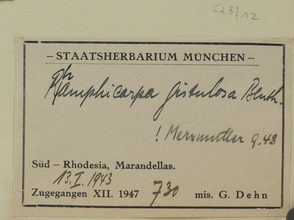 C23/12
– STAATSHERBARIUM MÜNCHEN –
Rhamphicarpa fistulosa Benth.
! Merxmüller 9.48
Süd – Rhodesia, Marandellas.
13.I.1943
Zugegangen XII. 1947 730 mis. G. Dehn